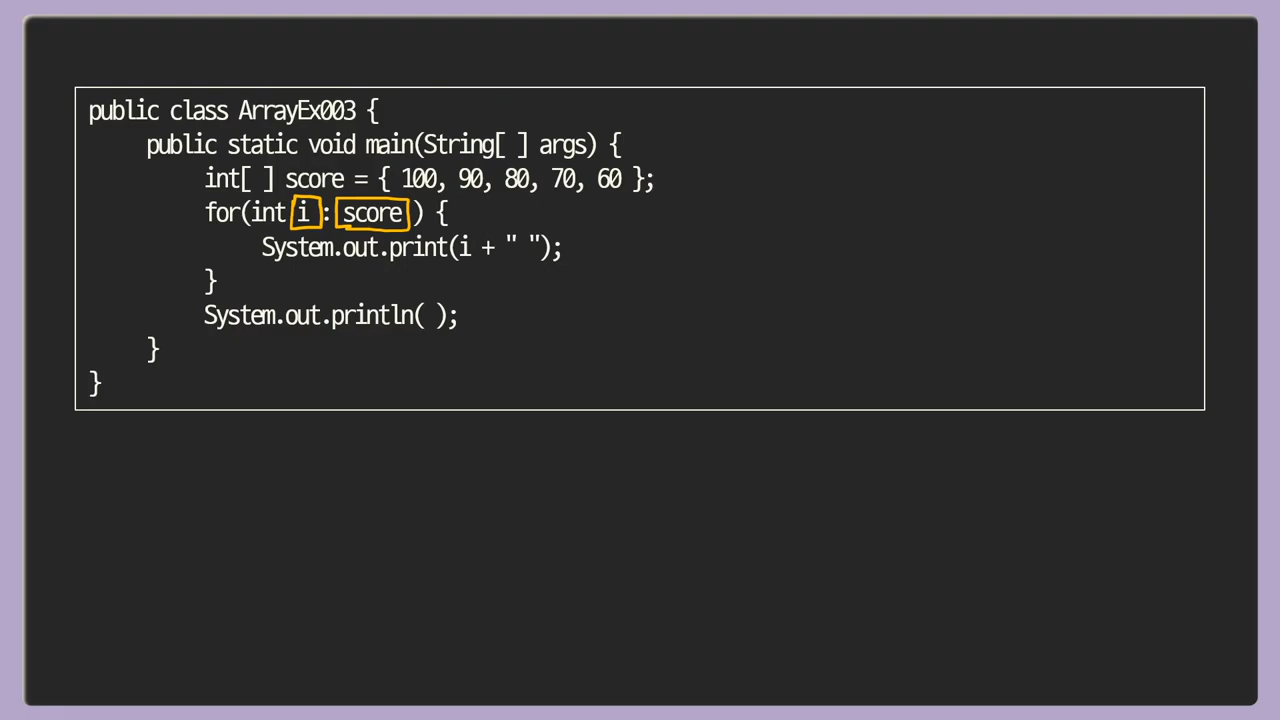 public class ArrayEx003 {
public static void main(String[ ] args) {
int[ ] score = { 100, 90, 80, 70, 60 };
for(int i : score ) {
System.out.print(i + " ");
}
System.out.println( );
}
}